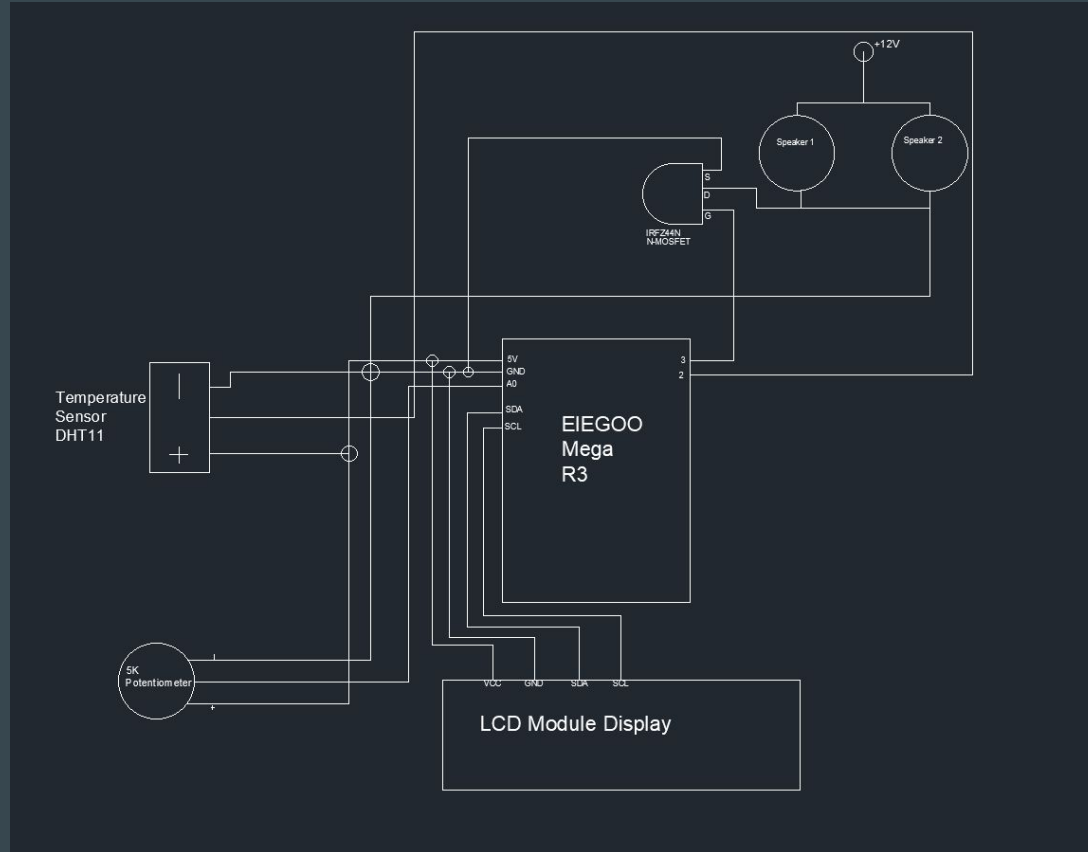 +12V
Speaker 1
Speaker 2
S
D
G
IRFZ44N
N-MOSFET
5V
GND
A0
SDA
SCL
3
2
EIEGOO
Mega
R3
Temperature
Sensor
DHT11
5K
Potentiometer
+
VCC
GND
SDA
SCL
LCD Module Display